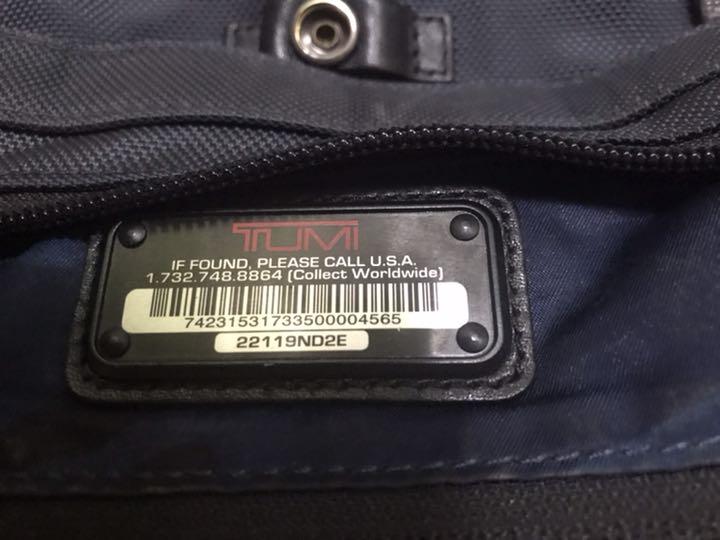 TUMI
IF FOUND, PLEASE CALL U.S.A.
1.732.748.8864 (Collect Worldwide)
74231531733500004565
22119ND2E